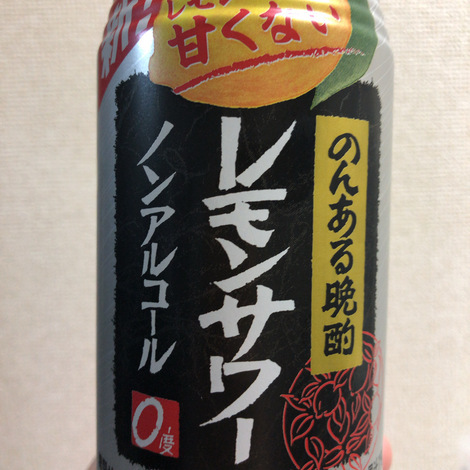 甘くない
のんある晩酌
レモンサワー
ノンアルコール
0度